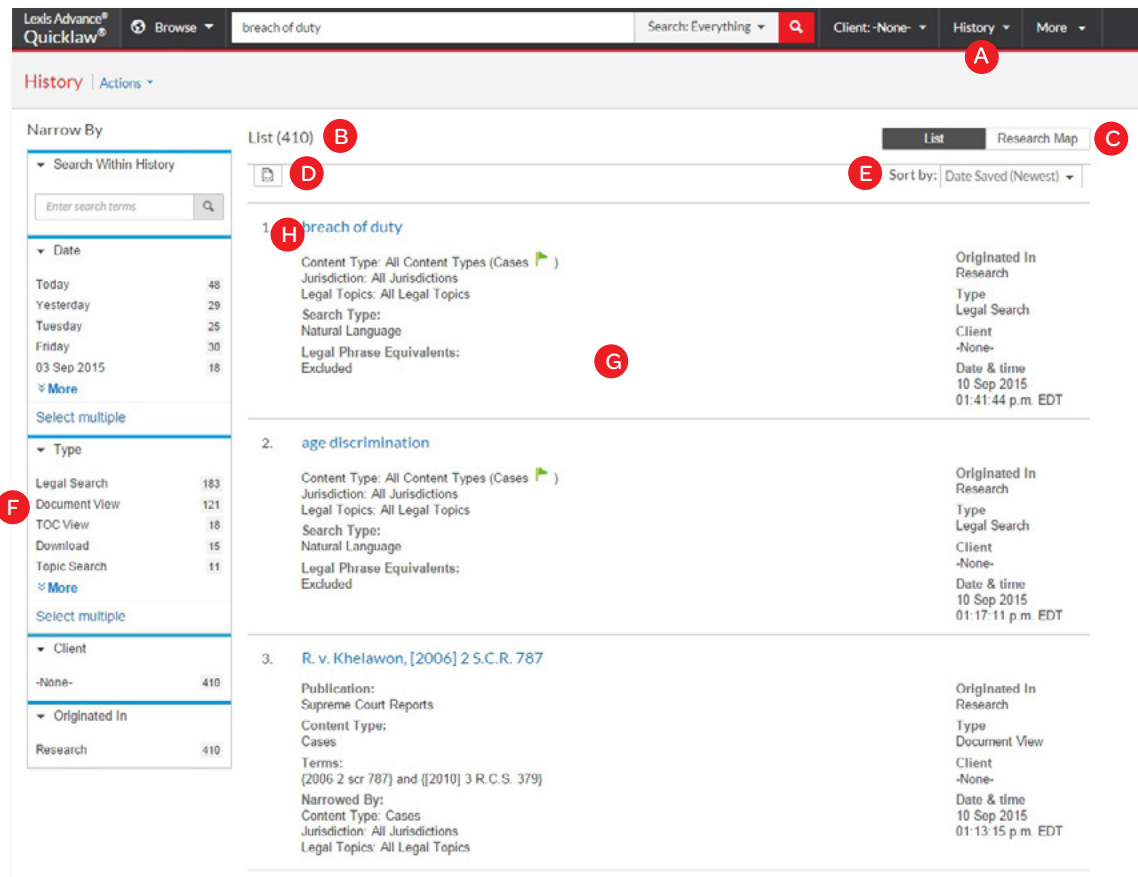 Lexis Advance®
Quicklaw®
Browse
breach of duty
Search: Everything
Client: -None-
History
More
A
History | Actions
Narrow By
List (410)
B
List
Research Map
C
Search Within History
D
E
Sort by: Date Saved (Newest)
Enter search terms
Date
Today 48
Yesterday 29
Tuesday 25
Friday 30
03 Sep 2015 18
More
Select multiple
Type
Legal Search 183
F
Document View 121
TOC View 18
Download 15
Topic Search 11
More
Select multiple
Client
-None- 410
Originated In
Research 410
1.
H
breach of duty
Content Type: All Content Types (Cases )
Jurisdiction: All Jurisdictions
Legal Topics: All Legal Topics
Search Type:
Natural Language
Legal Phrase Equivalents:
Excluded
G
Originated In
Research
Type
Legal Search
Client
-None-
Date & time
10 Sep 2015
01:41:44 p.m. EDT
2. age discrimination
Content Type: All Content Types (Cases )
Jurisdiction: All Jurisdictions
Legal Topics: All Legal Topics
Search Type:
Natural Language
Legal Phrase Equivalents:
Excluded
Originated In
Research
Type
Legal Search
Client
-None-
Date & time
10 Sep 2015
01:17:11 p.m. EDT
3. R. v. Khelawon, [2006] 2 S.C.R. 787
Publication:
Supreme Court Reports
Content Type:
Cases
Terms:
{2006 2 scr 787} and {[2010] 3 R.C.S. 379}
Narrowed By:
Content Type: Cases
Jurisdiction: All Jurisdictions
Legal Topics: All Legal Topics
Originated In
Research
Type
Document View
Client
-None-
Date & time
10 Sep 2015
01:13:15 p.m. EDT